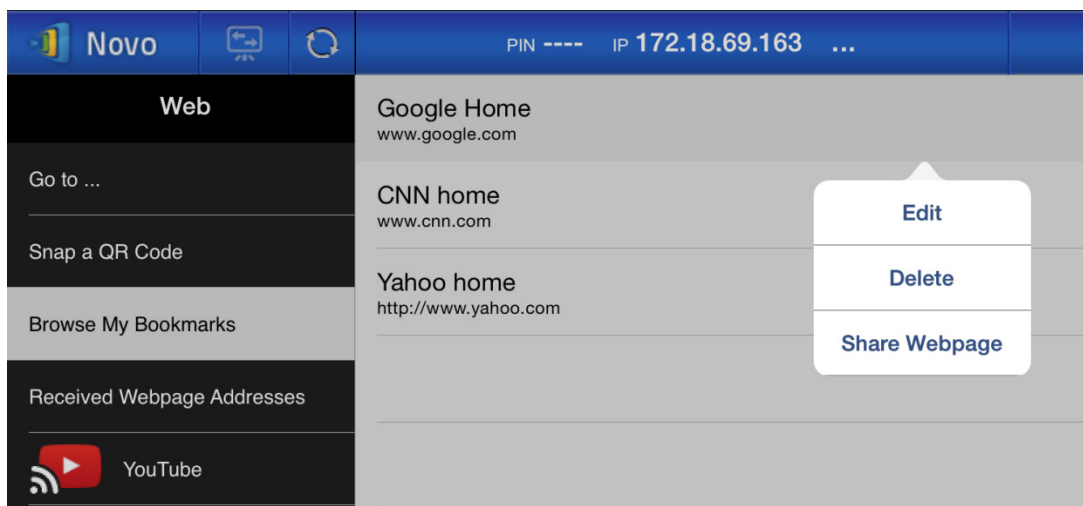 Novo
PIN ---- IP 172.18.69.163 ...
Web
Go to ...
Snap a QR Code
Browse My Bookmarks
Received Webpage Addresses
YouTube
Google Home
www.google.com
CNN home
www.cnn.com
Yahoo home
http://www.yahoo.com
Edit
Delete
Share Webpage